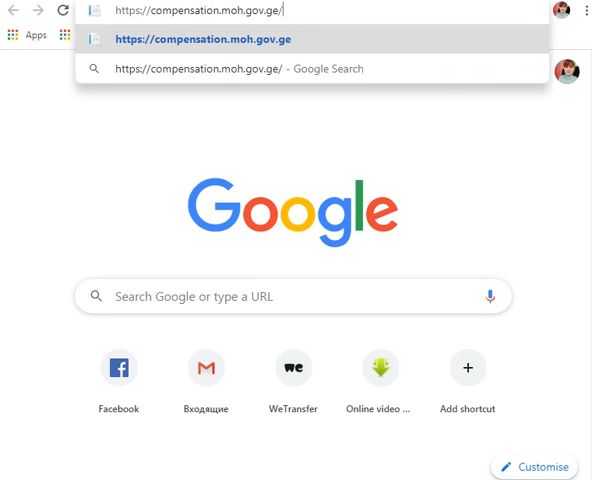 https://compensation.moh.gov.ge/
Apps
https://compensation.moh.gov.ge
https://compensation.moh.gov.ge/ - Google Search
Google
Search Google or type a URL
Facebook
Входящие
we
WeTransfer
Online video ...
Add shortcut
Customise